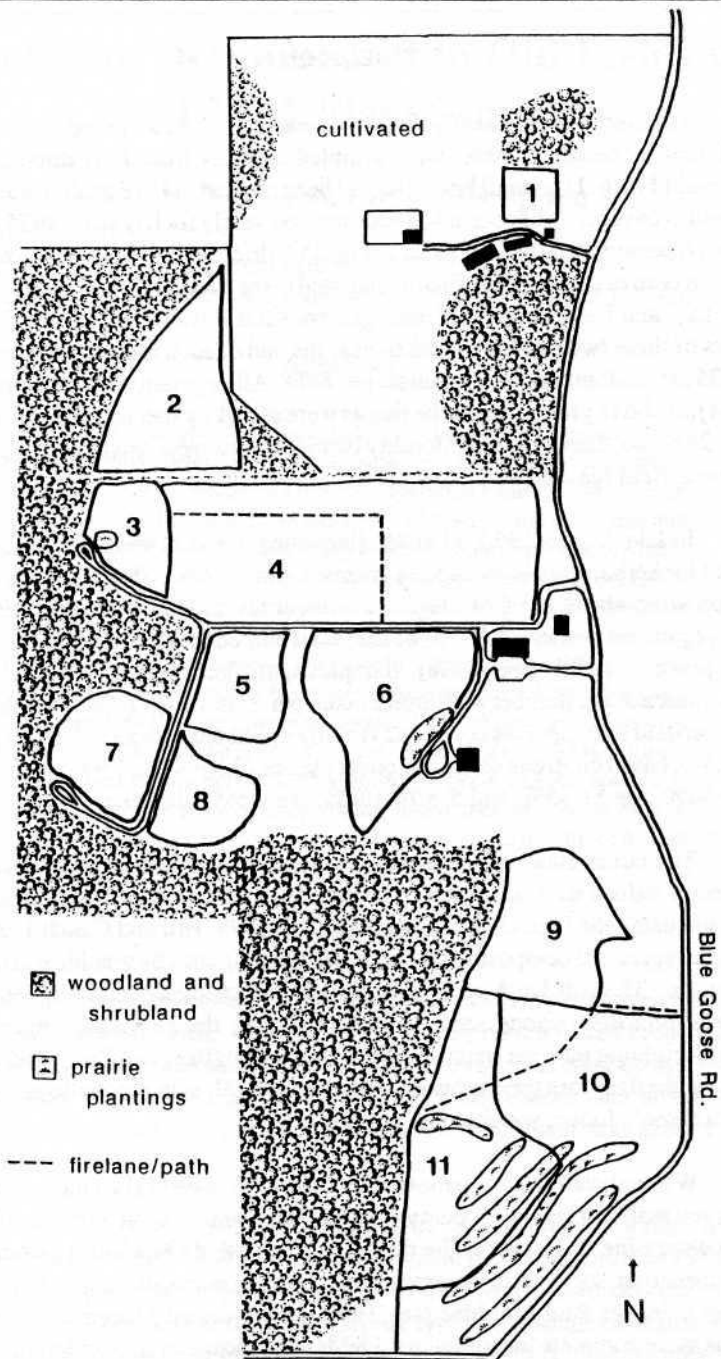 cultivated
2
3
4
5
6
7
8
9
woodland and
shrubland
prairie
plantings
firelane/path
10
11
Blue Goose Rd.
N